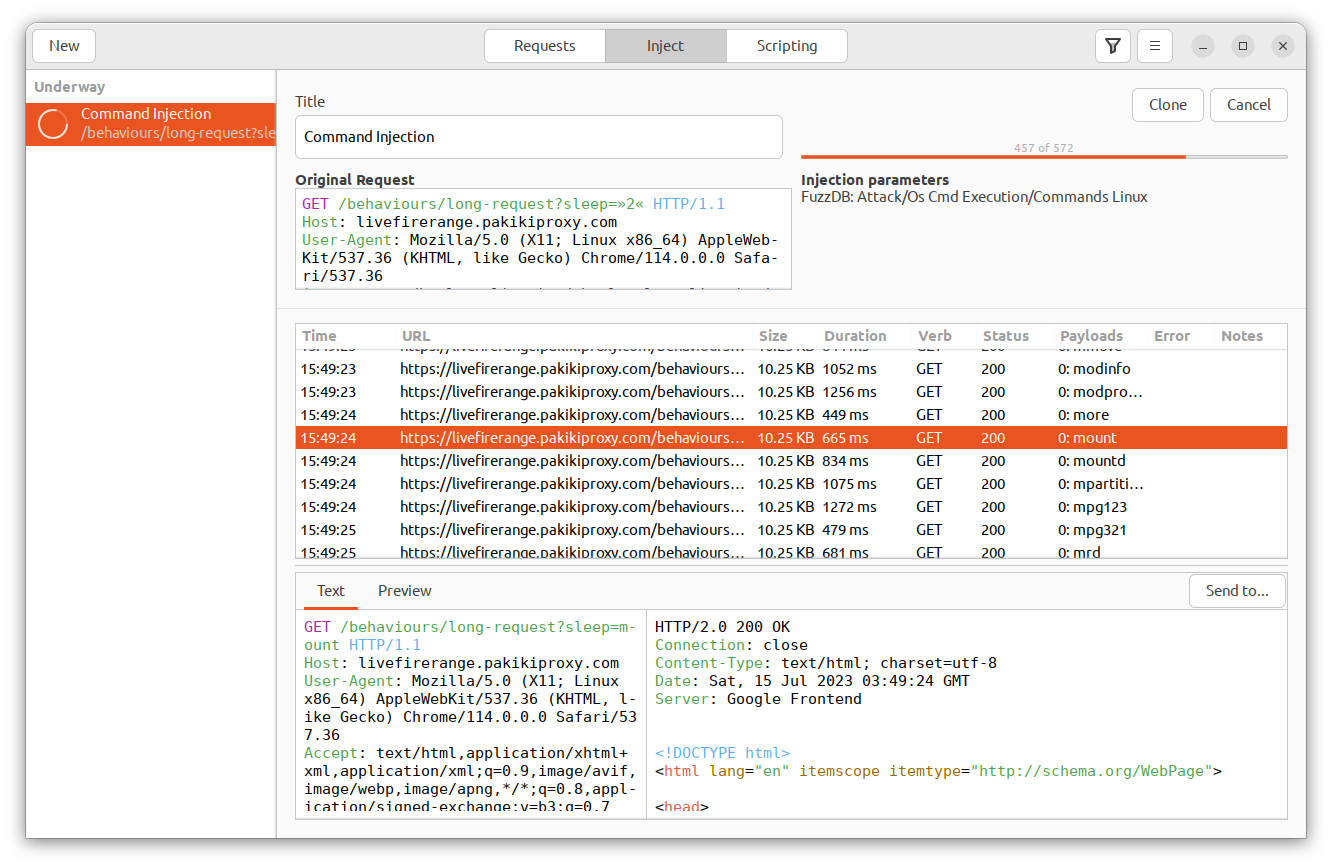 New
Requests
Inject
Scripting
Underway
Command Injection
/behaviours/long-request?sle
Title
Clone
Cancel
Command Injection
457 of 572
Original Request
Injection parameters
FuzzDB: Attack/Os Cmd Execution/Commands Linux
GET /behaviours/long-request?sleep=»2« HTTP/1.1
Host: livefirerange.pakikiproxy.com
User-Agent: Mozilla/5.0 (X11; Linux x86_64) AppleWeb-
Kit/537.36 (KHTML, like Gecko) Chrome/114.0.0.0 Safa-
ri/537.36
Time URL Size Duration Verb Status Payloads Error Notes
15:49:23 https://livefirerange.pakikiproxy.com/behaviours… 10.25 KB 1052 ms GET 200 0: modinfo
15:49:23 https://livefirerange.pakikiproxy.com/behaviours… 10.25 KB 1256 ms GET 200 0: modpro…
15:49:24 https://livefirerange.pakikiproxy.com/behaviours… 10.25 KB 449 ms GET 200 0: more
15:49:24 https://livefirerange.pakikiproxy.com/behaviours… 10.25 KB 665 ms GET 200 0: mount
15:49:24 https://livefirerange.pakikiproxy.com/behaviours… 10.25 KB 834 ms GET 200 0: mountd
15:49:24 https://livefirerange.pakikiproxy.com/behaviours… 10.25 KB 1075 ms GET 200 0: mpartiti…
15:49:24 https://livefirerange.pakikiproxy.com/behaviours… 10.25 KB 1272 ms GET 200 0: mpg123
15:49:25 https://livefirerange.pakikiproxy.com/behaviours… 10.25 KB 479 ms GET 200 0: mpg321
15:49:25 https://livefirerange.pakikiproxy.com/behaviours… 10.25 KB 681 ms GET 200 0: mrd
Text
Preview
Send to...
GET /behaviours/long-request?sleep=m-
ount HTTP/1.1
Host: livefirerange.pakikiproxy.com
User-Agent: Mozilla/5.0 (X11; Linux
x86_64) AppleWebKit/537.36 (KHTML, l-
ike Gecko) Chrome/114.0.0.0 Safari/53
7.36
Accept: text/html,application/xhtml+
xml,application/xml;q=0.9,image/avif,
image/webp,image/apng,*/*;q=0.8,appl-
ication/signed-exchange;v=b3;q=0.7
HTTP/2.0 200 OK
Connection: close
Content-Type: text/html; charset=utf-8
Date: Sat, 15 Jul 2023 03:49:24 GMT
Server: Google Frontend
<!DOCTYPE html>
<html lang="en" itemscope itemtype="http://schema.org/WebPage">
<head>